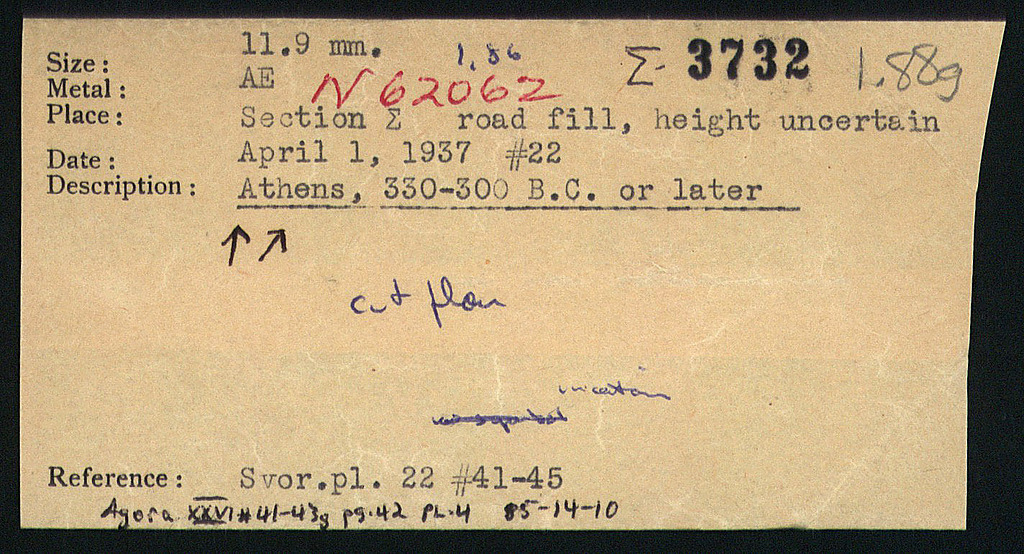 Size: 11.9 mm. 1.86 Σ- 3732 1.88g
Metal: AE N 62062
Place: Section Σ road fill, height uncertain
Date: April 1, 1937 #22
Description: Athens, 330-300 B.C. or later
↑↗
cut flan
uncertain
Reference: Svor.pl. 22 #41-45
Agora XXVI #41-43g pg.42 PL.4 85-14-10